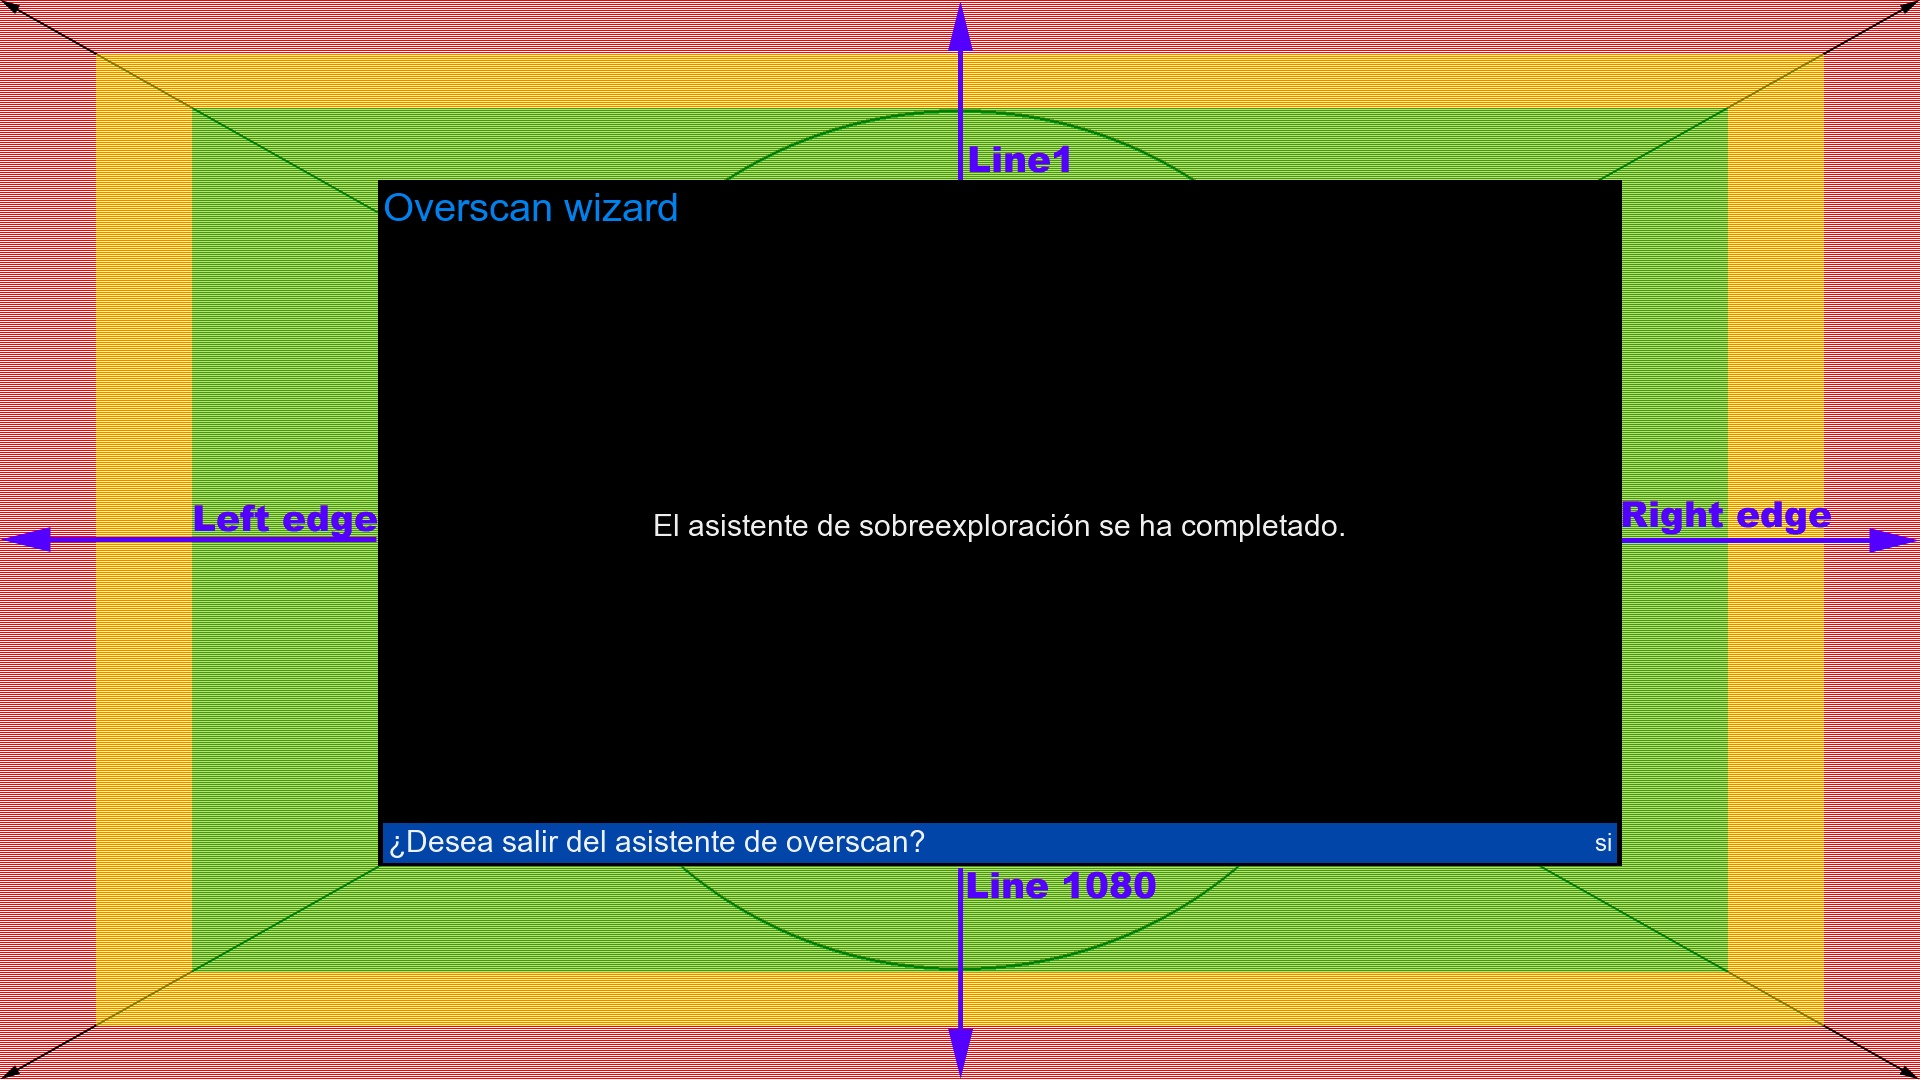 Line1
Overscan wizard
Left edge
El asistente de sobreexploración se ha completado.
Right edge
¿Desea salir del asistente de overscan?
si
Line 1080